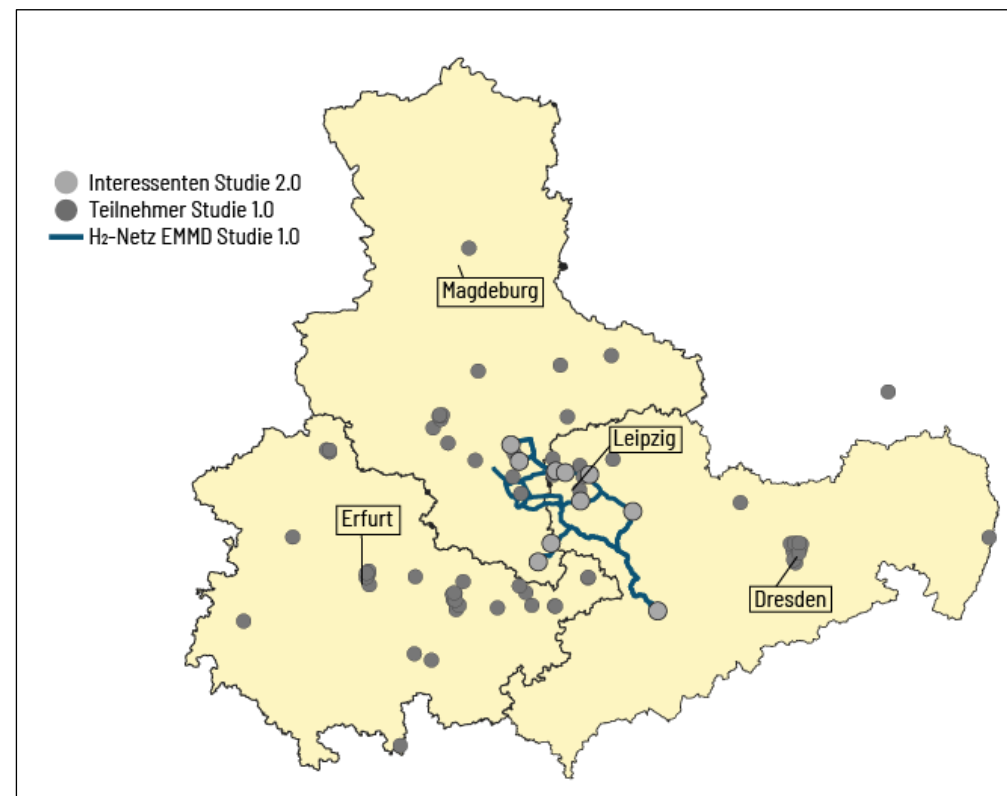 Interessenten Studie 2.0
Teilnehmer Studie 1.0
H₂-Netz EMMD Studie 1.0
Magdeburg
Leipzig
Erfurt
Dresden